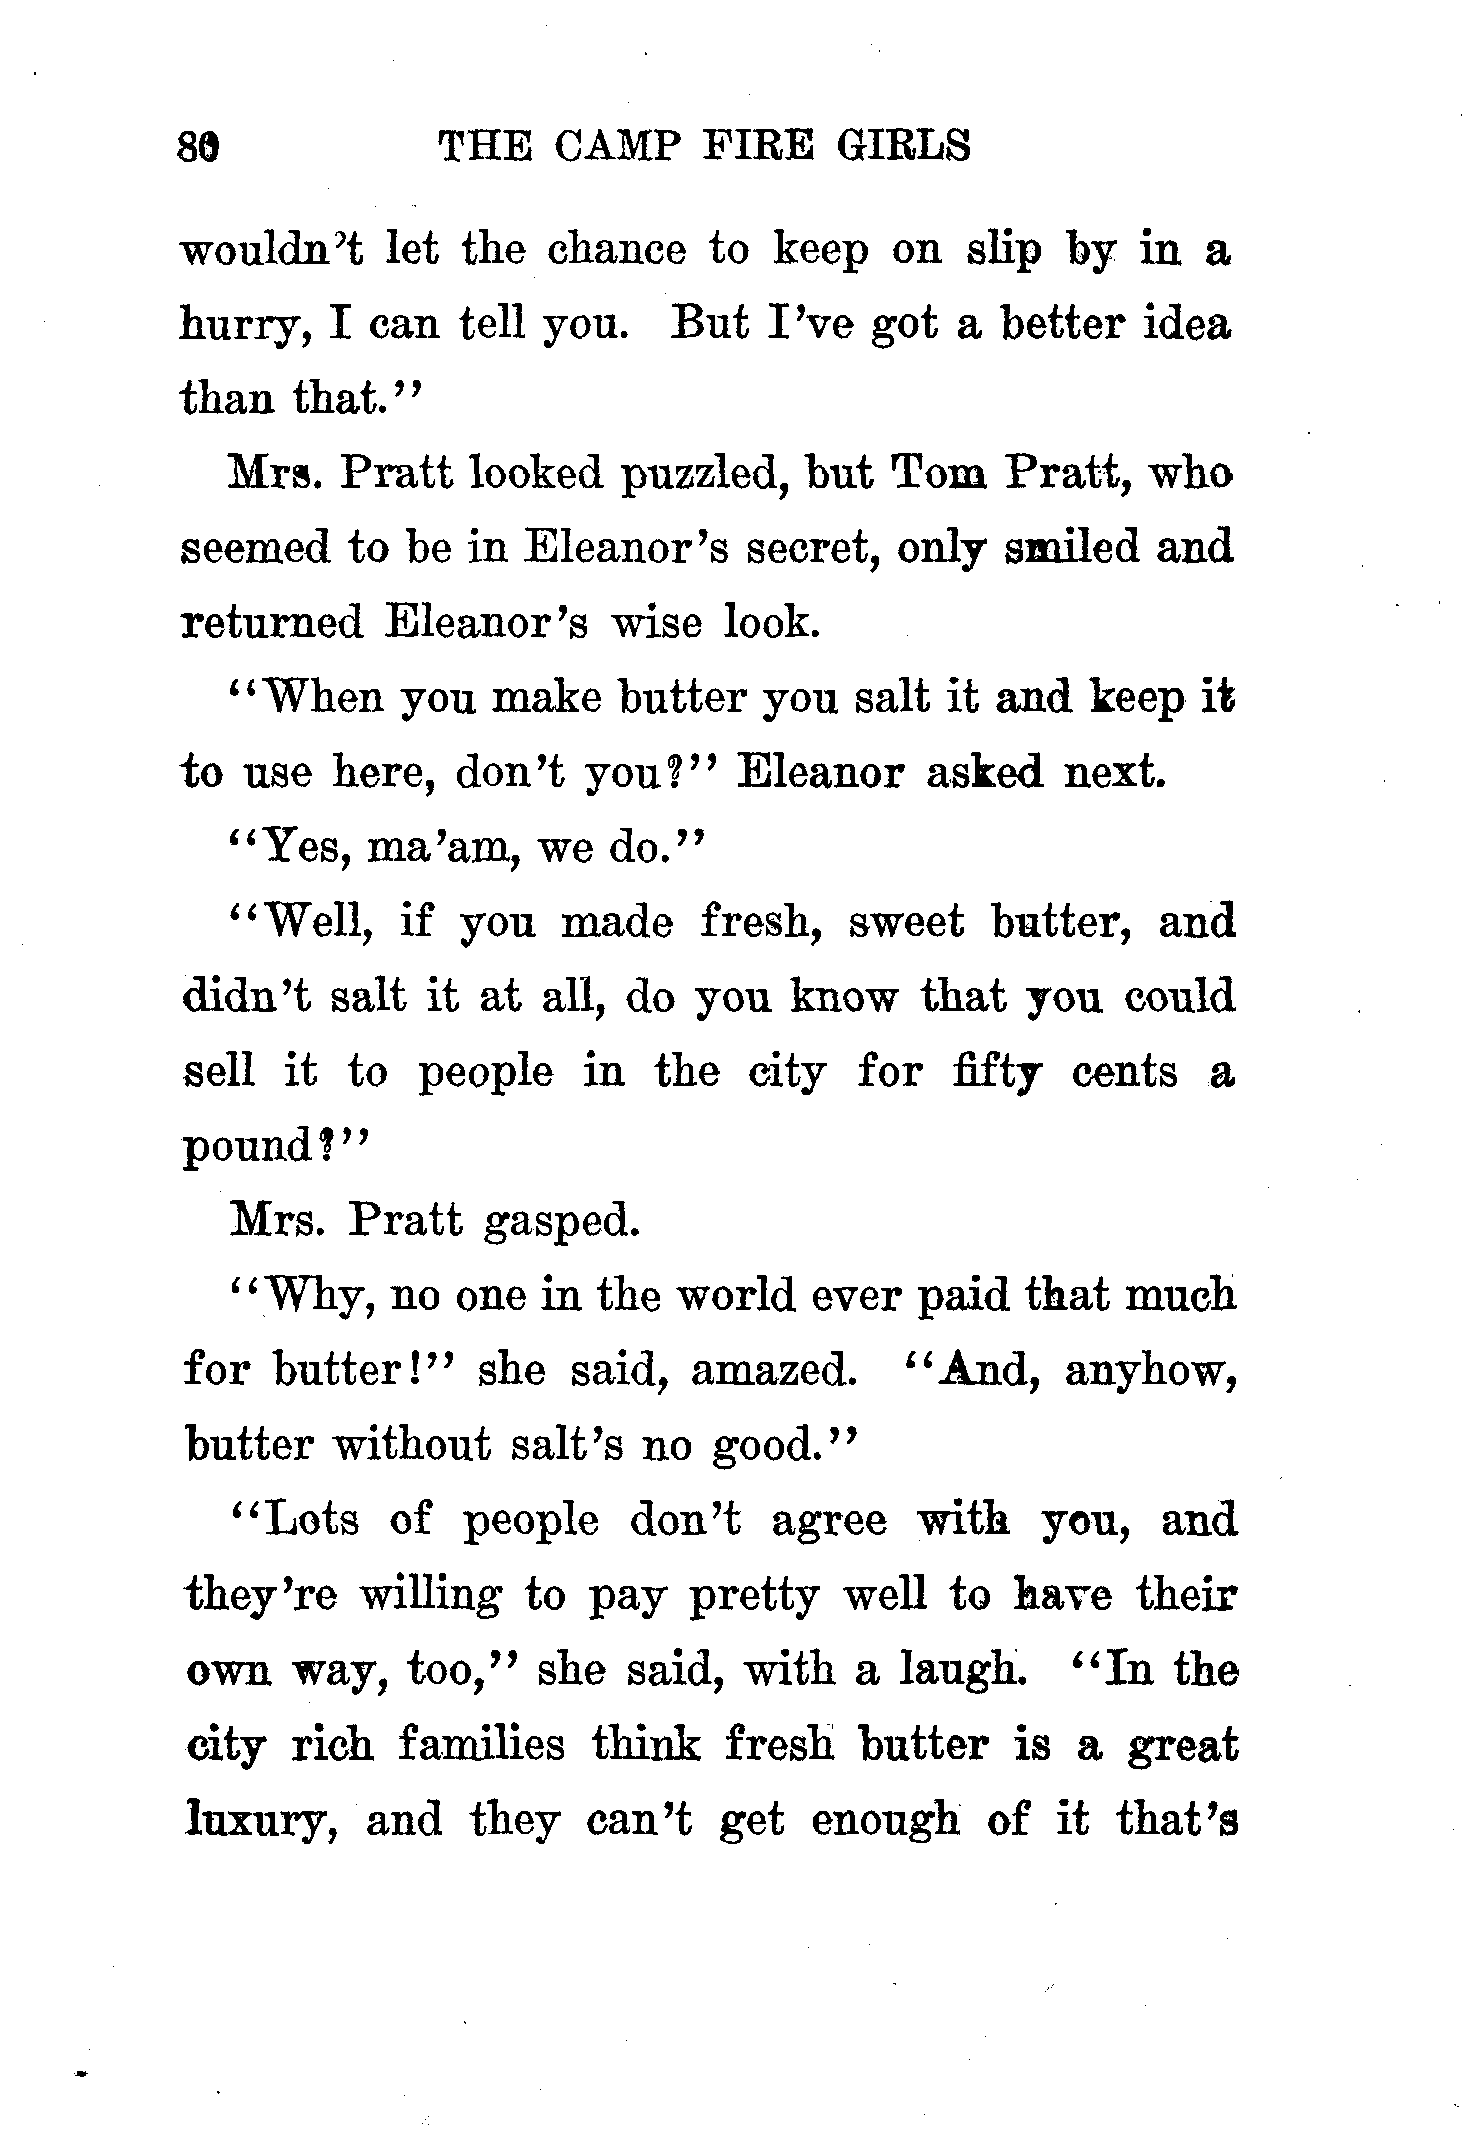 80 THE CAMP FIRE GIRLS
wouldn't let the chance to keep on slip by in a
hurry, I can tell you. But I've got a better idea
than that."
Mrs. Pratt looked puzzled, but Tom Pratt, who
seemed to be in Eleanor's secret, only smiled and
returned Eleanor's wise look.
"When you make butter you salt it and keep it
to use here, don't you?" Eleanor asked next.
"Yes, ma'am, we do."
"Well, if you made fresh, sweet butter, and
didn't salt it at all, do you know that you could
sell it to people in the city for fifty cents a
pound?"
Mrs. Pratt gasped.
"Why, no one in the world ever paid that much
for butter!" she said, amazed. "And, anyhow,
butter without salt's no good."
"Lots of people don't agree with you, and
they're willing to pay pretty well to have their
own way, too," she said, with a laugh. "In the
city rich families think fresh butter is a great
luxury, and they can't get enough of it that's